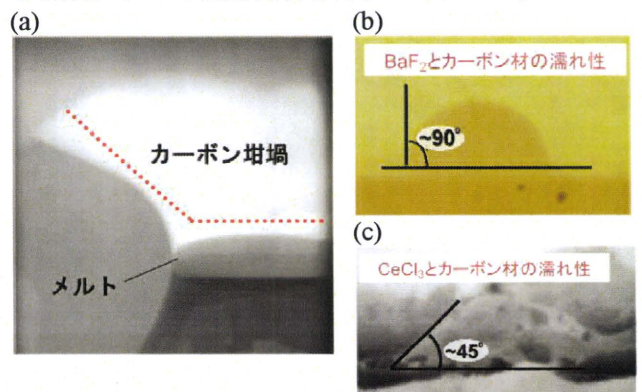 (a)
カーボン坩堝
メルト
(b)
BaF₂とカーボン材の濡れ性
~90°
(c)
CeCl₃とカーボン材の濡れ性
~45°